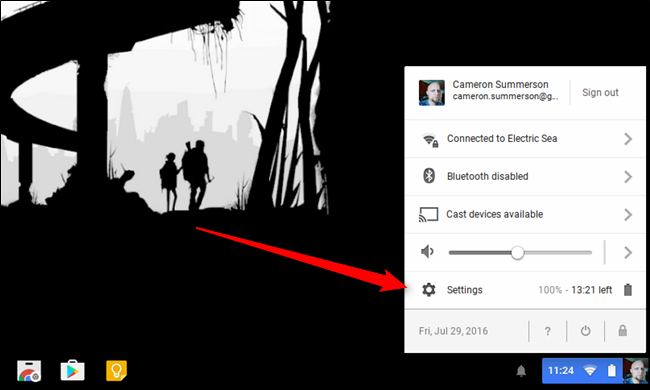 Cameron Summerson
cameron.summerson@g...
Sign out
Connected to Electric Sea
Bluetooth disabled
Cast devices available
Settings
100% - 13:21 left
Fri, Jul 29, 2016
?
11:24